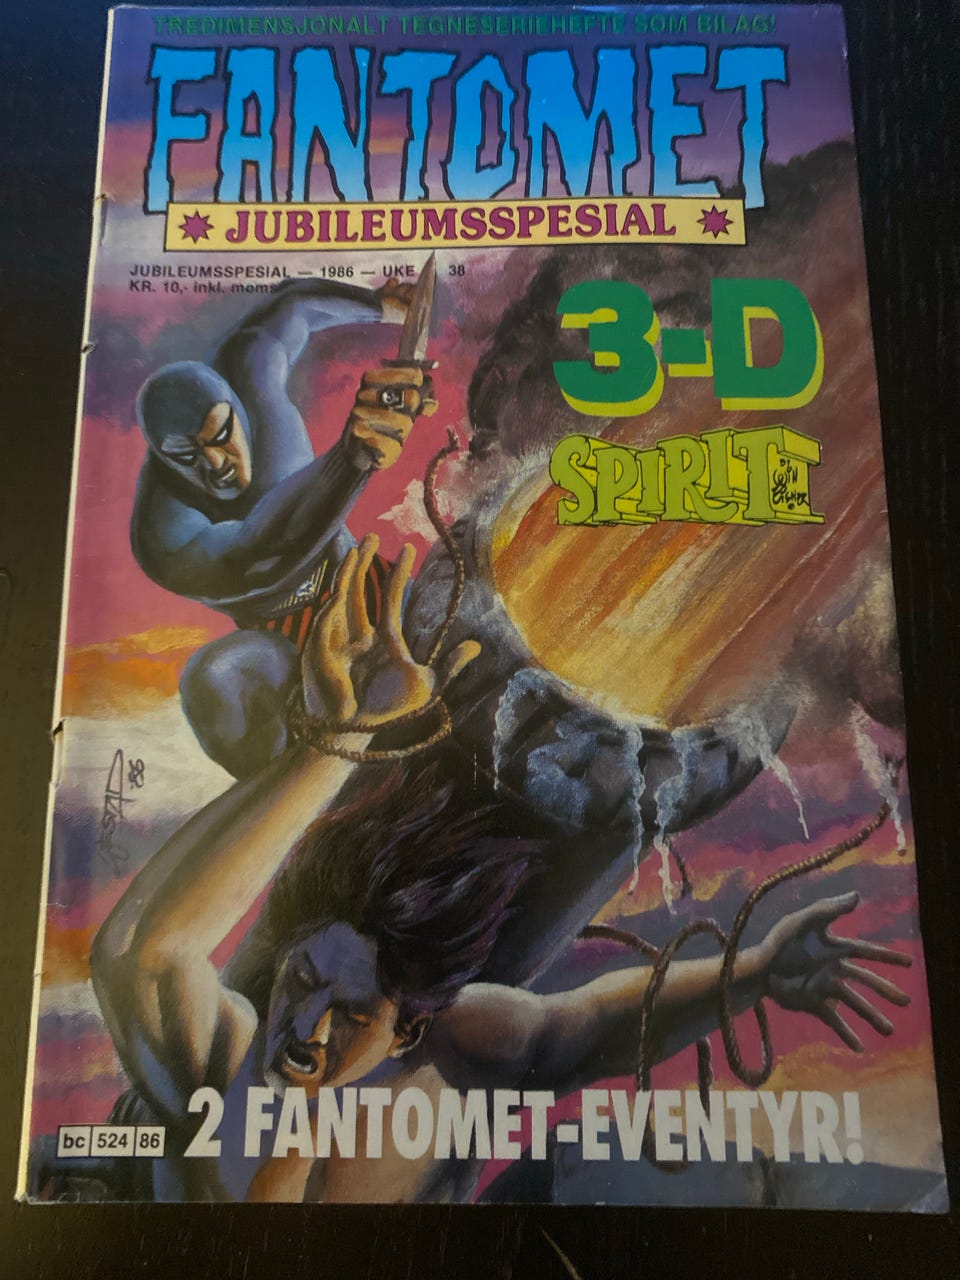 TREDIMENSJONALT TEGNESERIEHEFTE SOM BILAG!
FANTOMET
JUBILEUMSSPESIAL
JUBILEUMSSPESIAL — 1986 — UKE 38
KR. 10,- inkl. moms
3-D
SPIRIT
'86
bc 524 86
2 FANTOMET-EVENTYR!